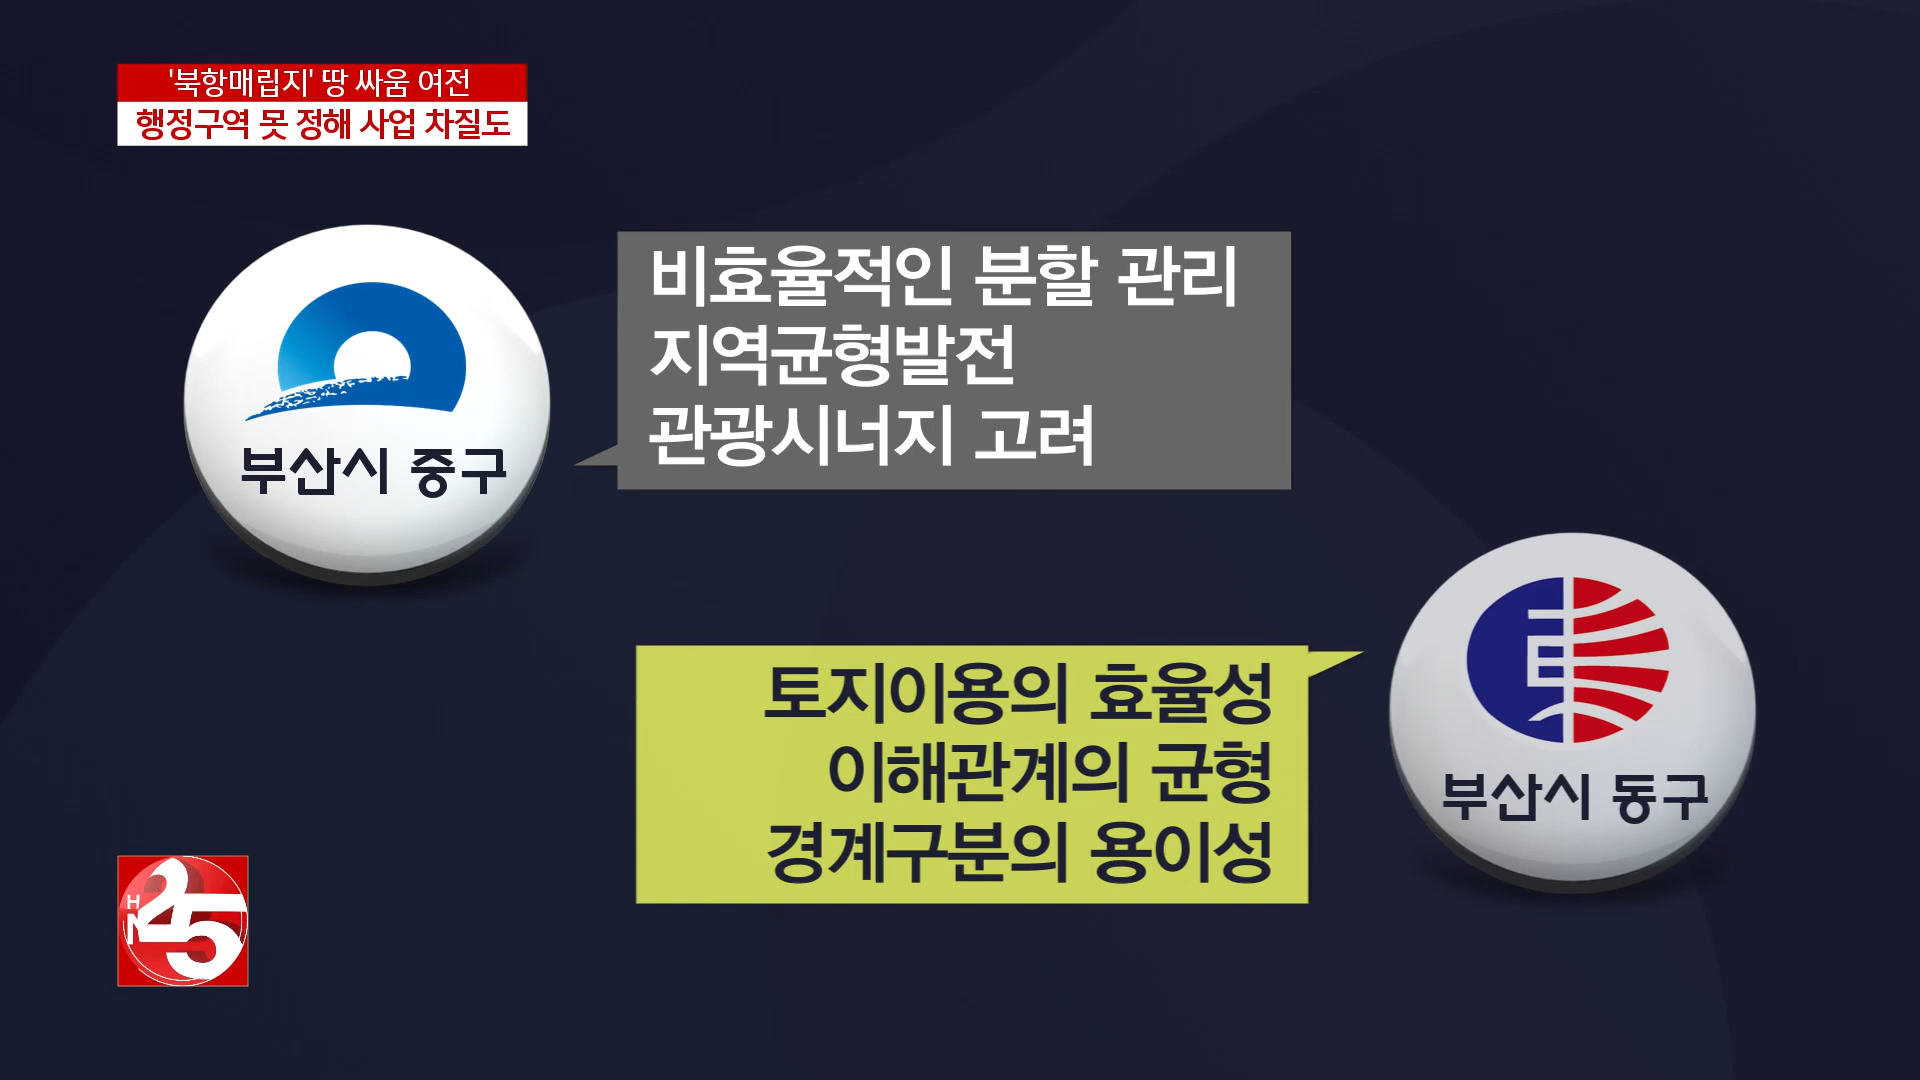 '북항매립지' 땅 싸움 여전
행정구역 못 정해 사업 차질도
비효율적인 분할 관리
지역균형발전
관광시너지 고려
부산시 중구
토지이용의 효율성
이해관계의 균형
경계구분의 용이성
부산시 동구
H
N
25